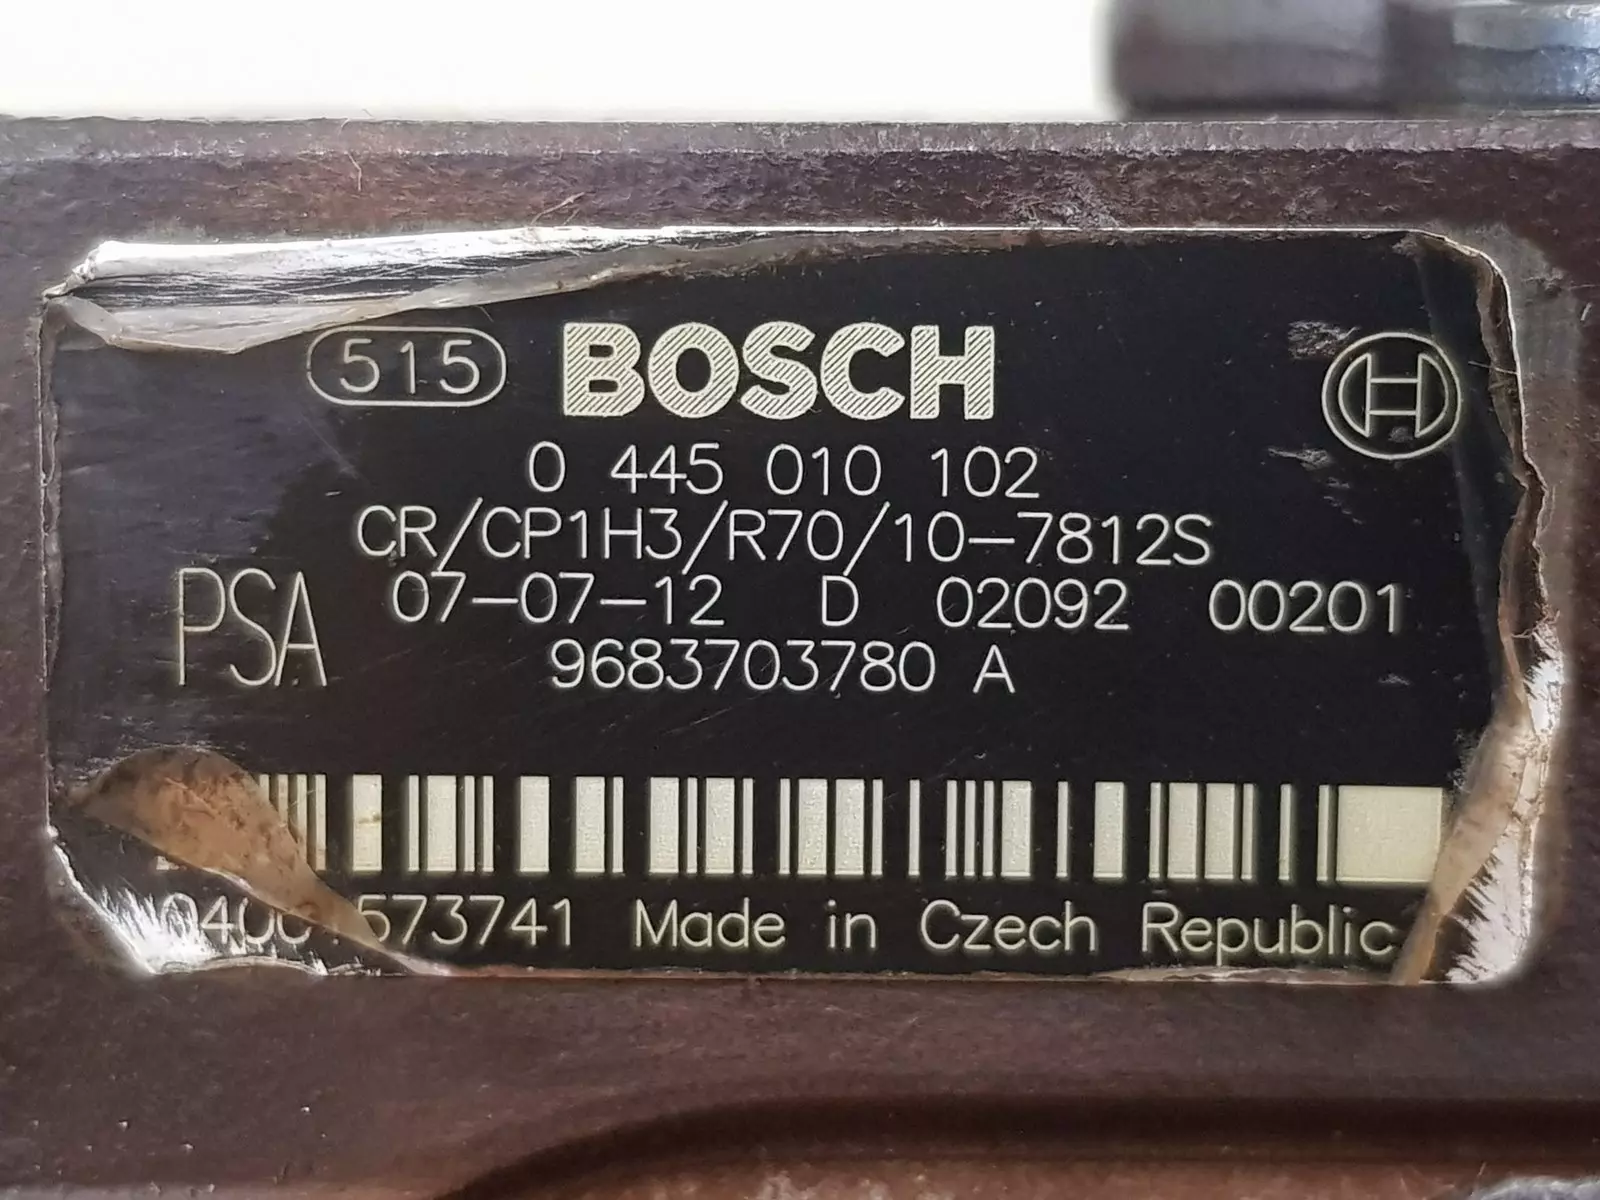 515 BOSCH
0 445 010 102
CR/CP1H3/R70/10-7812S
PSA 07-07-12 D 02092 00201
9683703780 A
573741 Made in Czech Republic